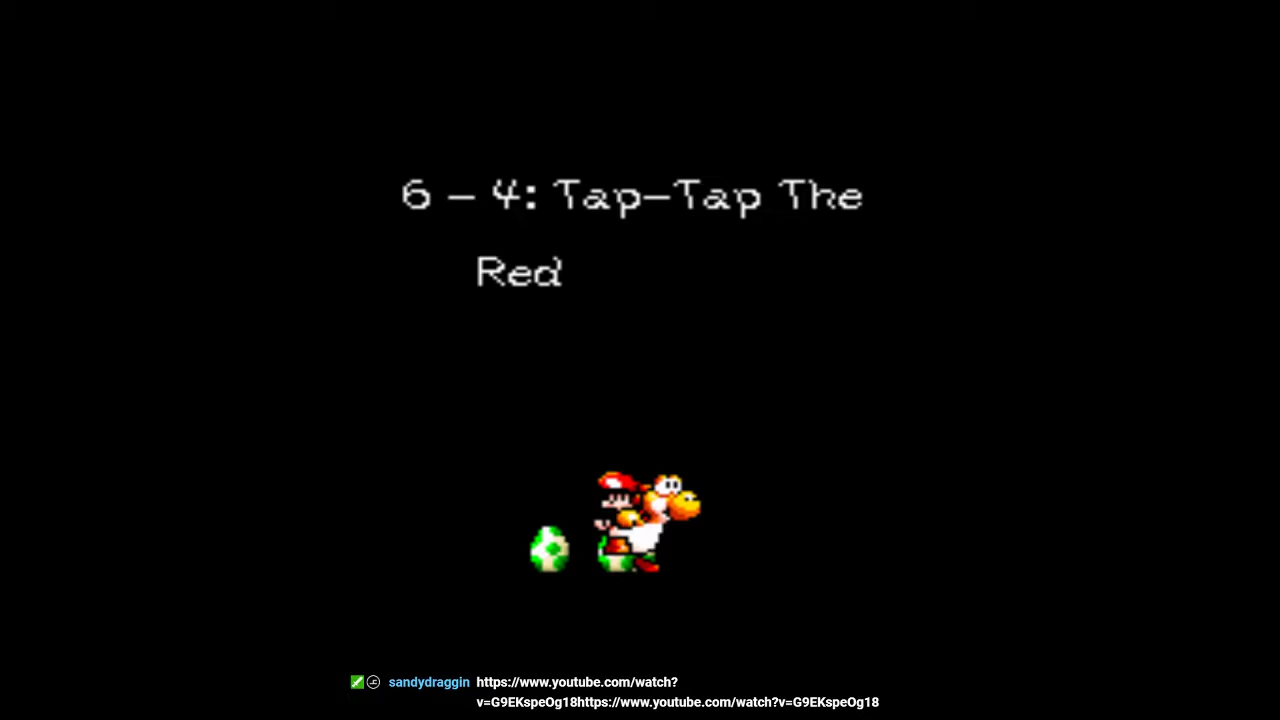 6 – 4: Tap-Tap The
Red
sandydraggin https://www.youtube.com/watch?
v=G9EKspeOg18https://www.youtube.com/watch?v=G9EKspeOg18